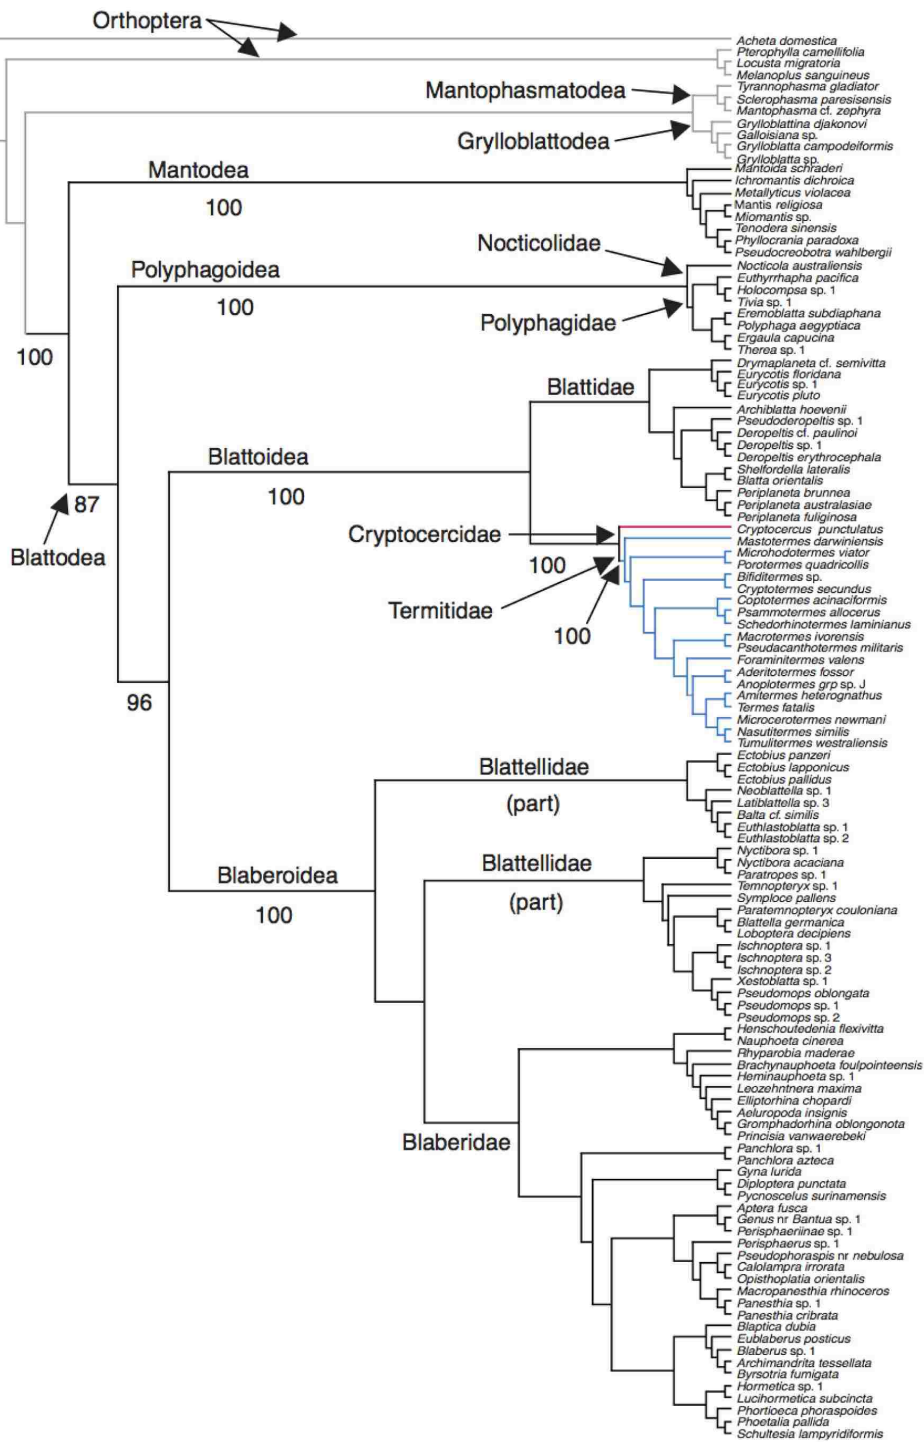 Orthoptera
Acheta domestica
Pterophylla camellifolia
Locusta migratoria
Melanoplus sanguineus
Mantophasmatodea
Tyrannophasma gladiator
Sclerophasma paresisensis
Mantophasma cf. zephyra
Grylloblattodea
Grylloblattina djakonovi
Galloisiana sp.
Grylloblatta campodeiformis
Grylloblatta sp.
Mantodea
100
Mantoida schraderi
Ichromantis dichroica
Metallyticus violacea
Mantis religiosa
Miomantis sp.
Tenodera sinensis
Phyllocrania paradoxa
Pseudocreobotra wahlbergii
Nocticolidae
Polyphagoidea
100
Polyphagidae
Nocticola australiensis
Euthyrrhapha pacifica
Holocompsa sp. 1
Tivia sp. 1
Eremoblatta subdiaphana
Polyphaga aegyptiaca
Ergaula capucina
Therea sp. 1
100
Blattidae
Drymaplaneta cf. semivitta
Eurycotis floridana
Eurycotis sp. 1
Eurycotis pluto
Archiblatta hoevenii
Pseudoderopeltis sp. 1
Deropeltis cf. paulinoi
Deropeltis sp. 1
Deropeltis erythrocephala
Shelfordella lateralis
Blatta orientalis
Periplaneta brunnea
Periplaneta australasiae
Periplaneta fuliginosa
Blattoidea
100
87
Blattodea
Cryptocercidae
100
Termitidae
100
Cryptocercus punctulatus
Mastotermes darwiniensis
Microhodotermes viator
Porotermes quadricollis
Bifiditermes sp.
Cryptotermes secundus
Coptotermes acinaciformis
Psammotermes allocerus
Schedorhinotermes laminianus
Macrotermes ivorensis
Pseudacanthotermes militaris
Foraminitermes valens
Aderitotermes fossor
Anoplotermes grp sp. J
Amitermes heterognathus
Termes fatalis
Microcerotermes newmani
Nasutitermes similis
Tumulitermes westraliensis
96
Blattellidae
(part)
Ectobius panzeri
Ectobius lapponicus
Ectobius pallidus
Neoblattella sp. 1
Latiblattella sp. 3
Balta cf. similis
Euthlastoblatta sp. 1
Euthlastoblatta sp. 2
Blaberoidea
100
Blattellidae
(part)
Nyctibora sp. 1
Nyctibora acaciana
Paratropes sp. 1
Temnopteryx sp. 1
Symploce pallens
Paratemnopteryx couloniana
Blattella germanica
Loboptera decipiens
Ischnoptera sp. 1
Ischnoptera sp. 3
Ischnoptera sp. 2
Xestoblatta sp. 1
Pseudomops oblongata
Pseudomops sp. 1
Pseudomops sp. 2
Blaberidae
Henschoutedenia flexivitta
Nauphoeta cinerea
Rhyparobia maderae
Brachynauphoeta foulpointeensis
Heminauphoeta sp. 1
Leozehntnera maxima
Elliptorhina chopardi
Aeluropoda insignis
Gromphadorhina oblongonota
Princisia vanwaerebeki
Panchlora sp. 1
Panchlora azteca
Gyna lurida
Diploptera punctata
Pycnoscelus surinamensis
Aptera fusca
Genus nr Bantua sp. 1
Perisphaeriinae sp. 1
Perisphaerus sp. 1
Pseudophoraspis nr nebulosa
Calolampra irrorata
Opisthoplatia orientalis
Macropanesthia rhinoceros
Panesthia sp. 1
Panesthia cribrata
Blaptica dubia
Eublaberus posticus
Blaberus sp. 1
Archimandrita tessellata
Byrsotria fumigata
Hormetica sp. 1
Lucihormetica subcincta
Phortioeca phoraspoides
Phoetalia pallida
Schultesia lampyridiformis